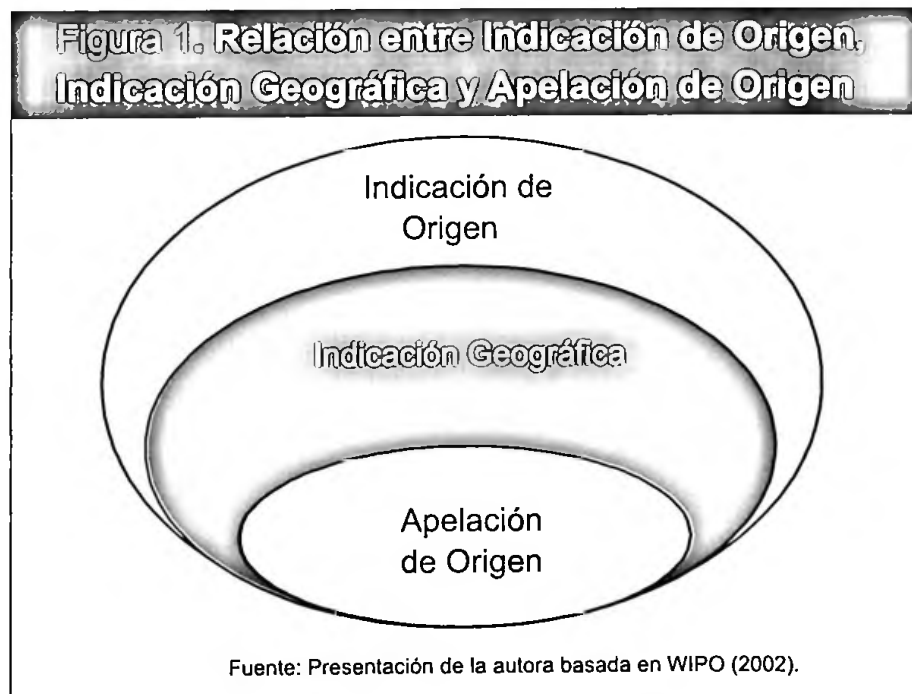 Figura 1. Relación entre Indicación de Origen,
Indicación Geográfica y Apelación de Origen
Indicación de
Origen
Indicación Geográfica
Apelación
de Origen
Fuente: Presentación de la autora basada en WIPO (2002).